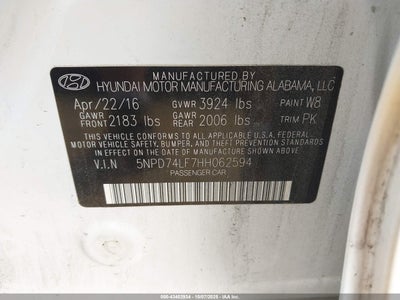 MANUFACTURED BY
HYUNDAI MOTOR MANUFACTURING ALABAMA, LLC
Apr/22/16 GVWR 3924 lbs PAINT W8
GAWR FRONT 2183 lbs GAWR REAR 2006 lbs TRIM PK
THIS VEHICLE CONFORMS TO ALL APPLICABLE U.S.A. FEDERAL
MOTOR VEHICLE SAFETY, BUMPER, AND THEFT PREVENTION STANDARDS
IN EFFECT ON THE DATE OF MANUFACTURE SHOWN ABOVE.
V.I.N 5NPD74LF7HH062594
PASSENGER CAR